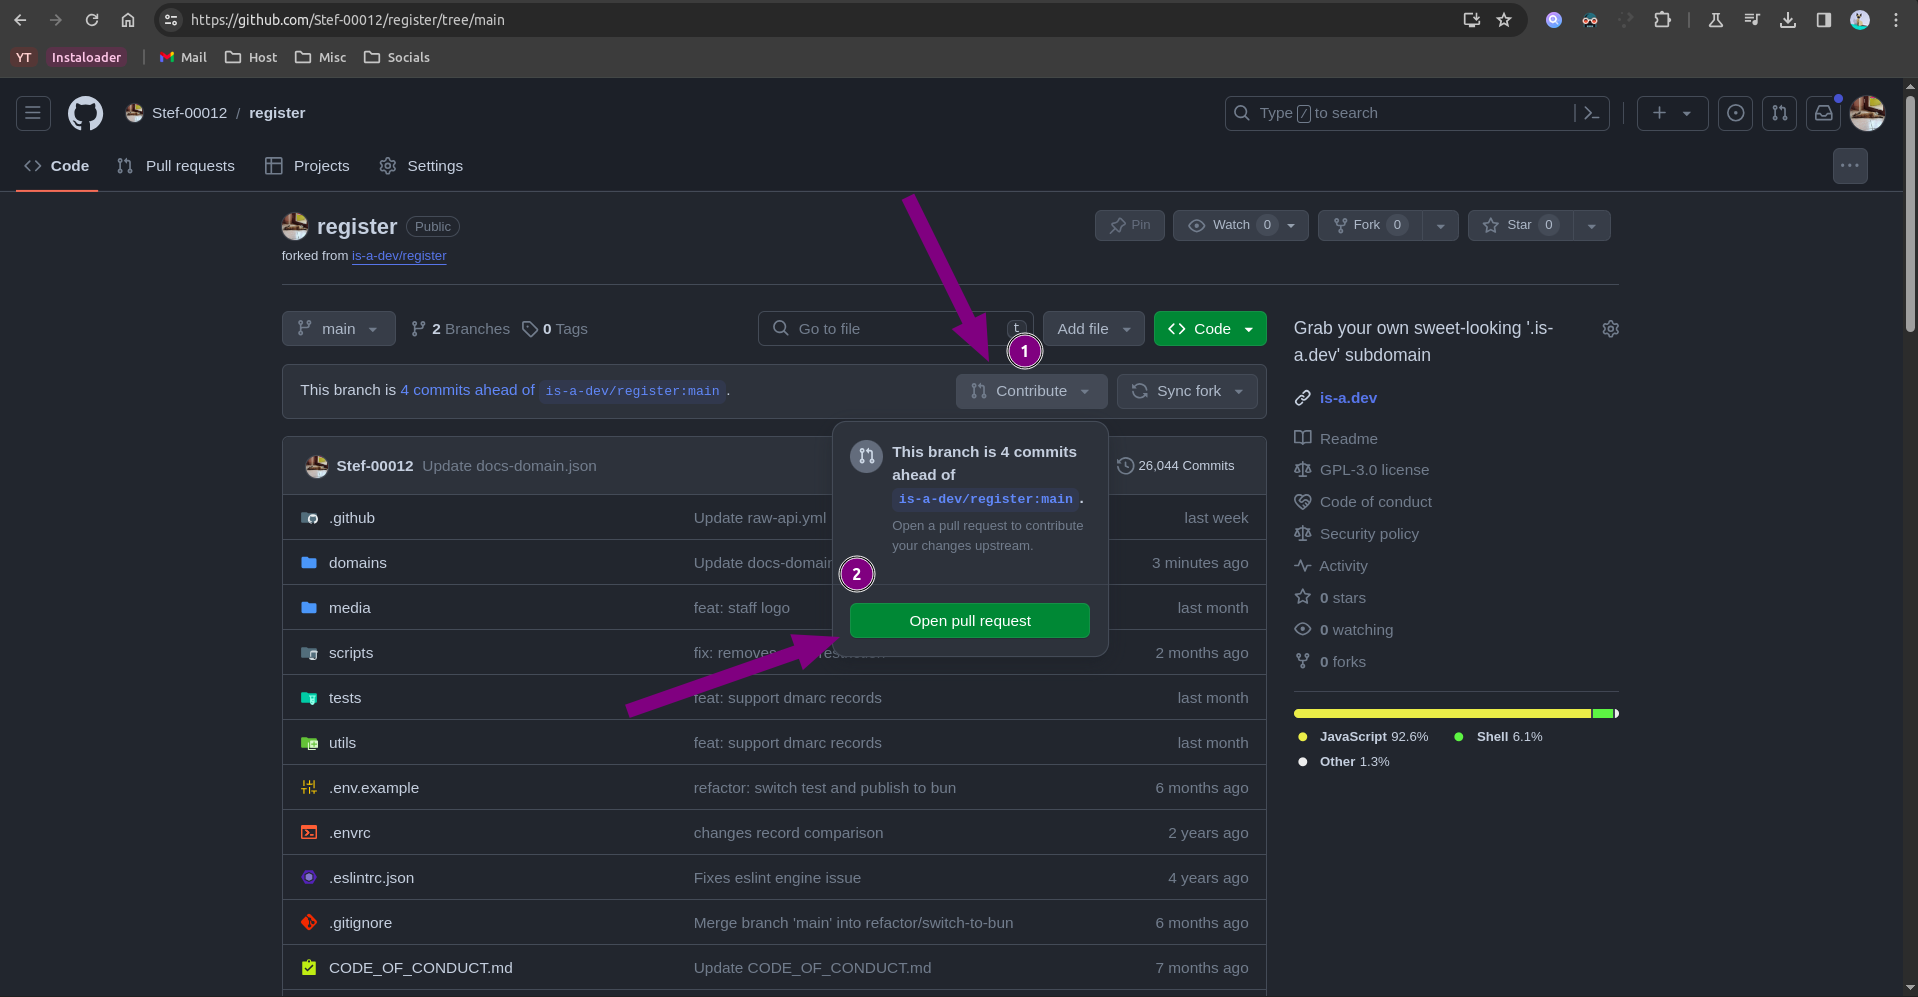 https://github.com/Stef-00012/register/tree/main
YT Instaloader Mail Host Misc Socials
Stef-00012 / register
Type / to search
Code Pull requests Projects Settings
register Public
forked from is-a-dev/register
Pin
Watch 0
Fork 0
Star 0
main
2 Branches
0 Tags
Go to file
t
Add file
Code
1
This branch is 4 commits ahead of is-a-dev/register:main.
Contribute
Sync fork
This branch is 4 commits
ahead of
is-a-dev/register:main.
Open a pull request to contribute
your changes upstream.
2
Open pull request
Stef-00012 Update docs-domain.json
26,044 Commits
.github Update raw-api.yml last week
domains Update docs-domain 3 minutes ago
media feat: staff logo last month
scripts fix: removes 2 months ago
tests feat: support dmarc records last month
utils feat: support dmarc records last month
.env.example refactor: switch test and publish to bun 6 months ago
.envrc changes record comparison 2 years ago
.eslintrc.json Fixes eslint engine issue 4 years ago
.gitignore Merge branch 'main' into refactor/switch-to-bun 6 months ago
CODE_OF_CONDUCT.md Update CODE_OF_CONDUCT.md 7 months ago
Grab your own sweet-looking '.is-
a.dev' subdomain
is-a.dev
Readme
GPL-3.0 license
Code of conduct
Security policy
Activity
0 stars
0 watching
0 forks
JavaScript 92.6% Shell 6.1%
Other 1.3%